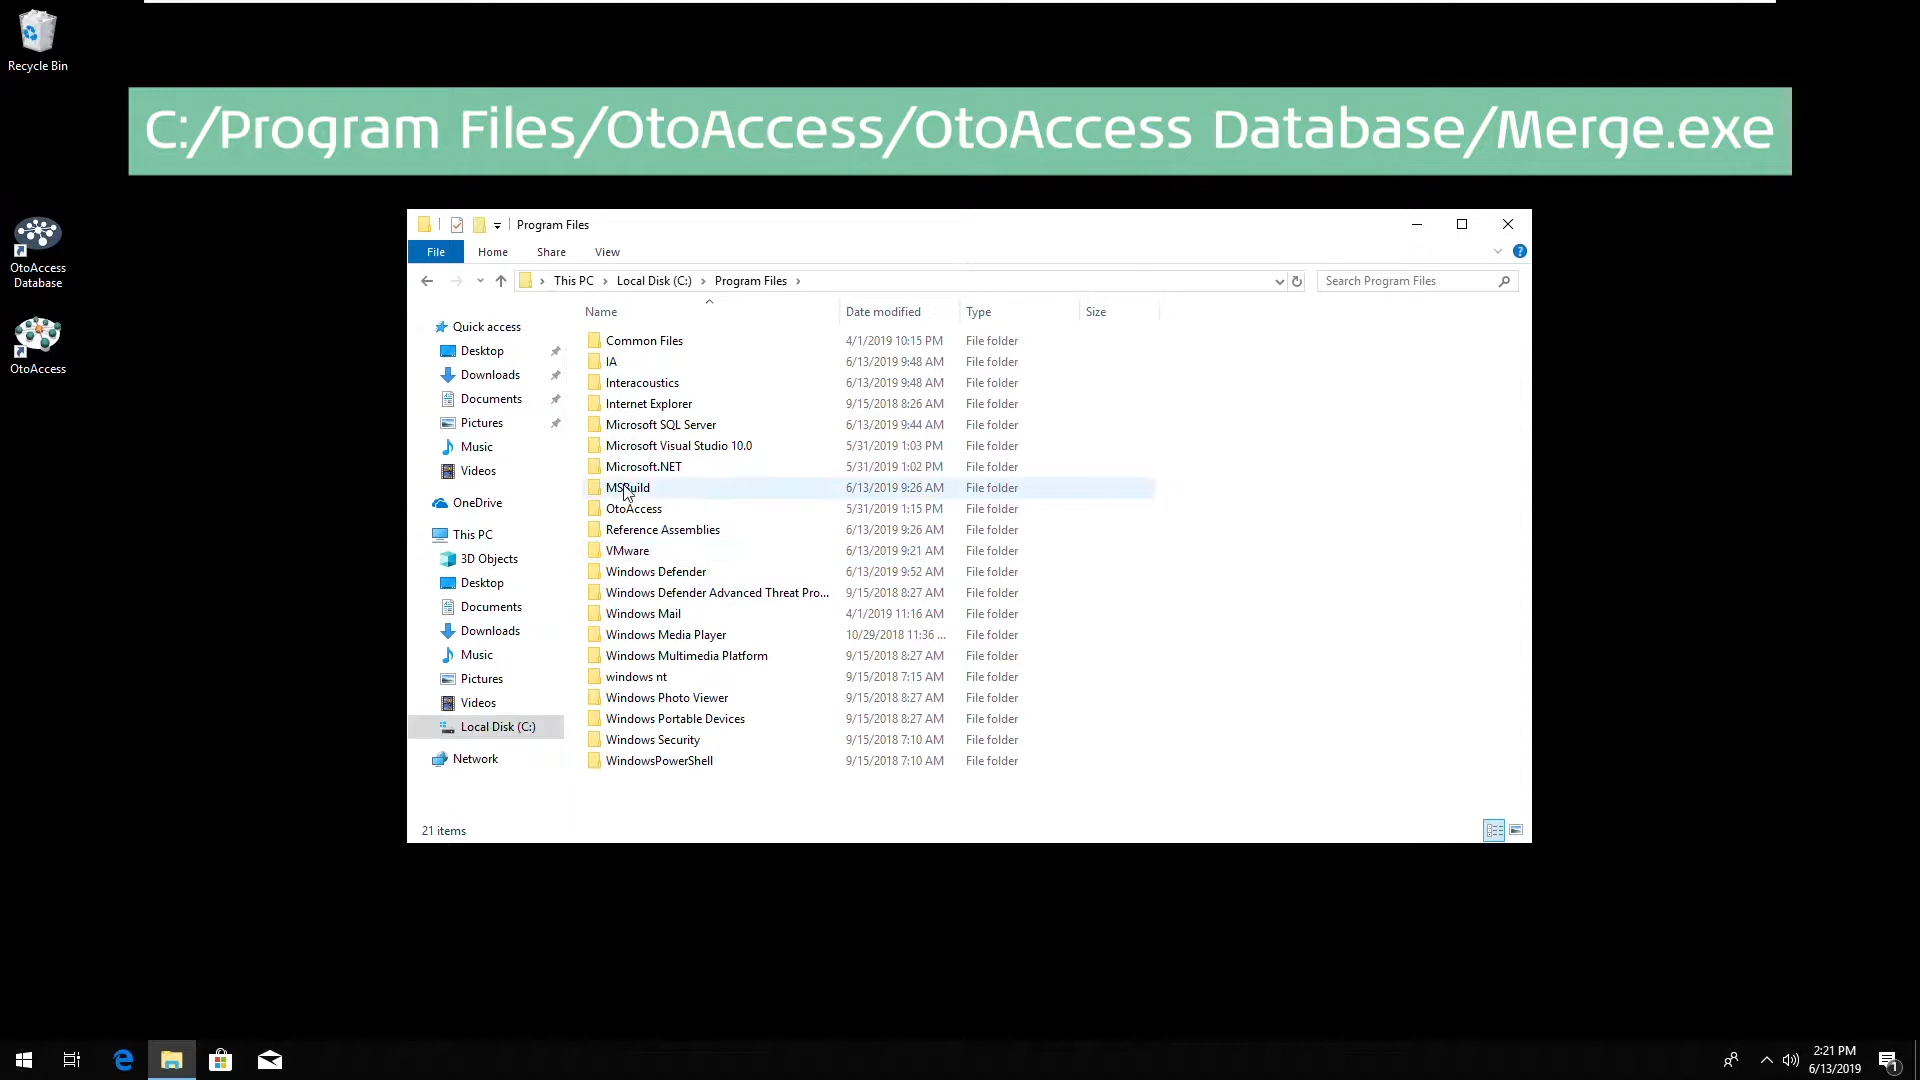 Recycle Bin
C:/Program Files/OtoAccess/OtoAccess Database/Merge.exe
OtoAccess
Database
OtoAccess
Program Files
File Home Share View
This PC Local Disk (C:) Program Files
Search Program Files
Quick access
Desktop
Downloads
Documents
Pictures
Music
Videos
OneDrive
This PC
3D Objects
Desktop
Documents
Downloads
Music
Pictures
Videos
Local Disk (C:)
Network
Name Date modified Type Size
Common Files 4/1/2019 10:15 PM File folder
IA 6/13/2019 9:48 AM File folder
Interacoustics 6/13/2019 9:48 AM File folder
Internet Explorer 9/15/2018 8:26 AM File folder
Microsoft SQL Server 6/13/2019 9:44 AM File folder
Microsoft Visual Studio 10.0 5/31/2019 1:03 PM File folder
Microsoft.NET 5/31/2019 1:02 PM File folder
MSBuild 6/13/2019 9:26 AM File folder
OtoAccess 5/31/2019 1:15 PM File folder
Reference Assemblies 6/13/2019 9:26 AM File folder
VMware 6/13/2019 9:21 AM File folder
Windows Defender 6/13/2019 9:52 AM File folder
Windows Defender Advanced Threat Pro... 9/15/2018 8:27 AM File folder
Windows Mail 4/1/2019 11:16 AM File folder
Windows Media Player 10/29/2018 11:36 ... File folder
Windows Multimedia Platform 9/15/2018 8:27 AM File folder
windows nt 9/15/2018 7:15 AM File folder
Windows Photo Viewer 9/15/2018 8:27 AM File folder
Windows Portable Devices 9/15/2018 8:27 AM File folder
Windows Security 9/15/2018 7:10 AM File folder
WindowsPowerShell 9/15/2018 7:10 AM File folder
21 items
2:21 PM
6/13/2019
1